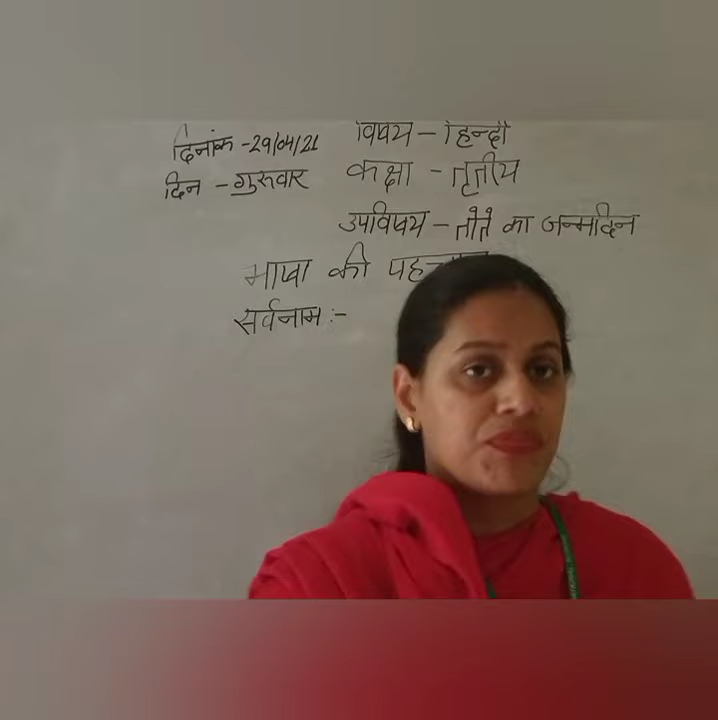 दिनांक -29/04/21
विषय - हिन्दी
दिन - गुरूवार
कक्षा - तृतीय
उपविषय - तोते का जन्मदिन
भाषा की
सर्वनाम :-